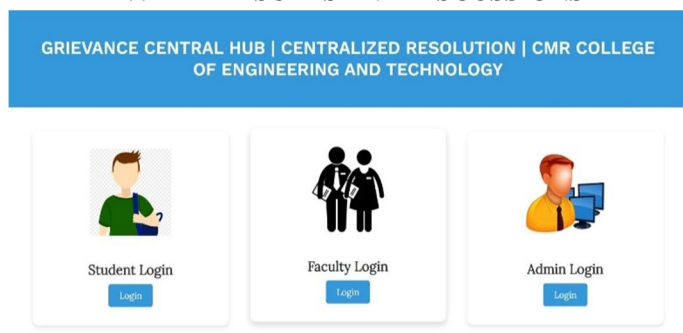 GRIEVANCE CENTRAL HUB | CENTRALIZED RESOLUTION | CMR COLLEGE
OF ENGINEERING AND TECHNOLOGY
Student Login
Login
Faculty Login
Login
Admin Login
Login